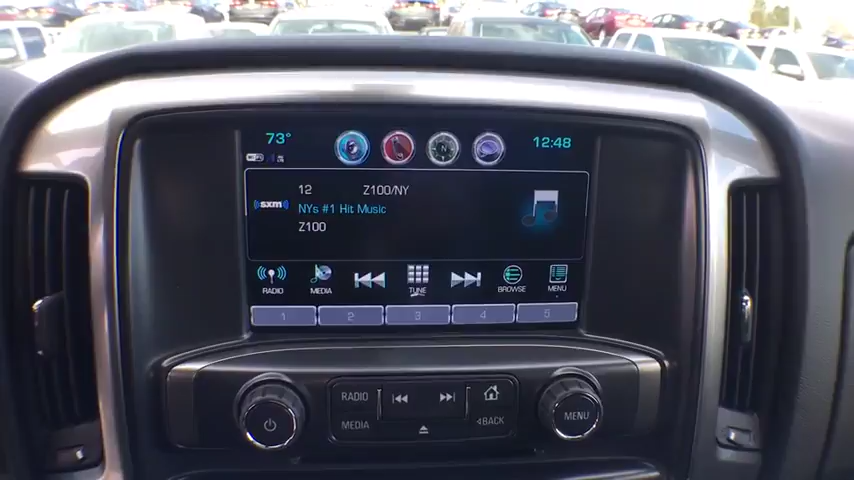 73°
12:48
WiFi
N
12 Z100/NY
sxm
NYs #1 Hit Music
Z100
RADIO MEDIA TUNE BROWSE MENU
1 2 3 4 5
RADIO
MEDIA
BACK
MENU